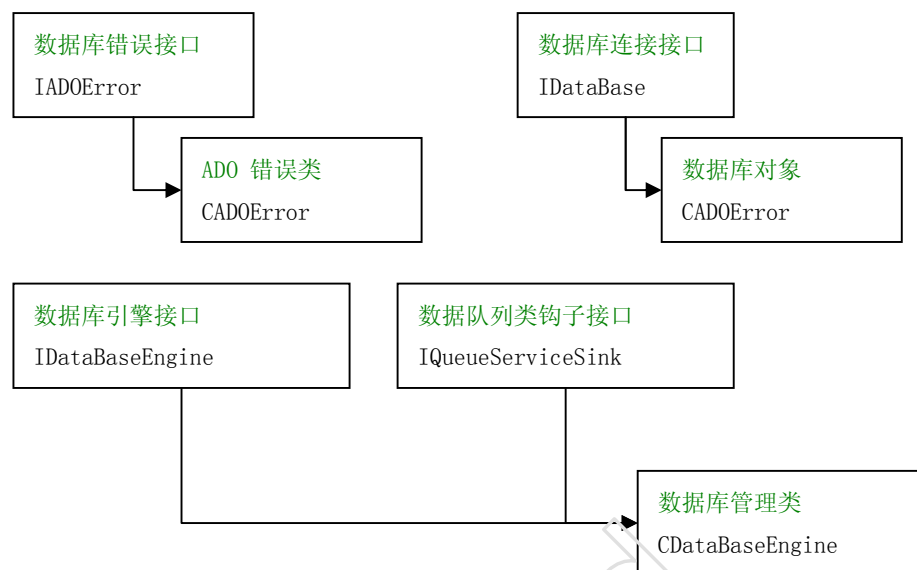 数据库错误接口
IADOError
数据库连接接口
IDataBase
ADO 错误类
CADOError
数据库对象
CADOError
数据库引擎接口
IDataBaseEngine
数据队列类钩子接口
IQueueServiceSink
数据库管理类
CDataBaseEngine